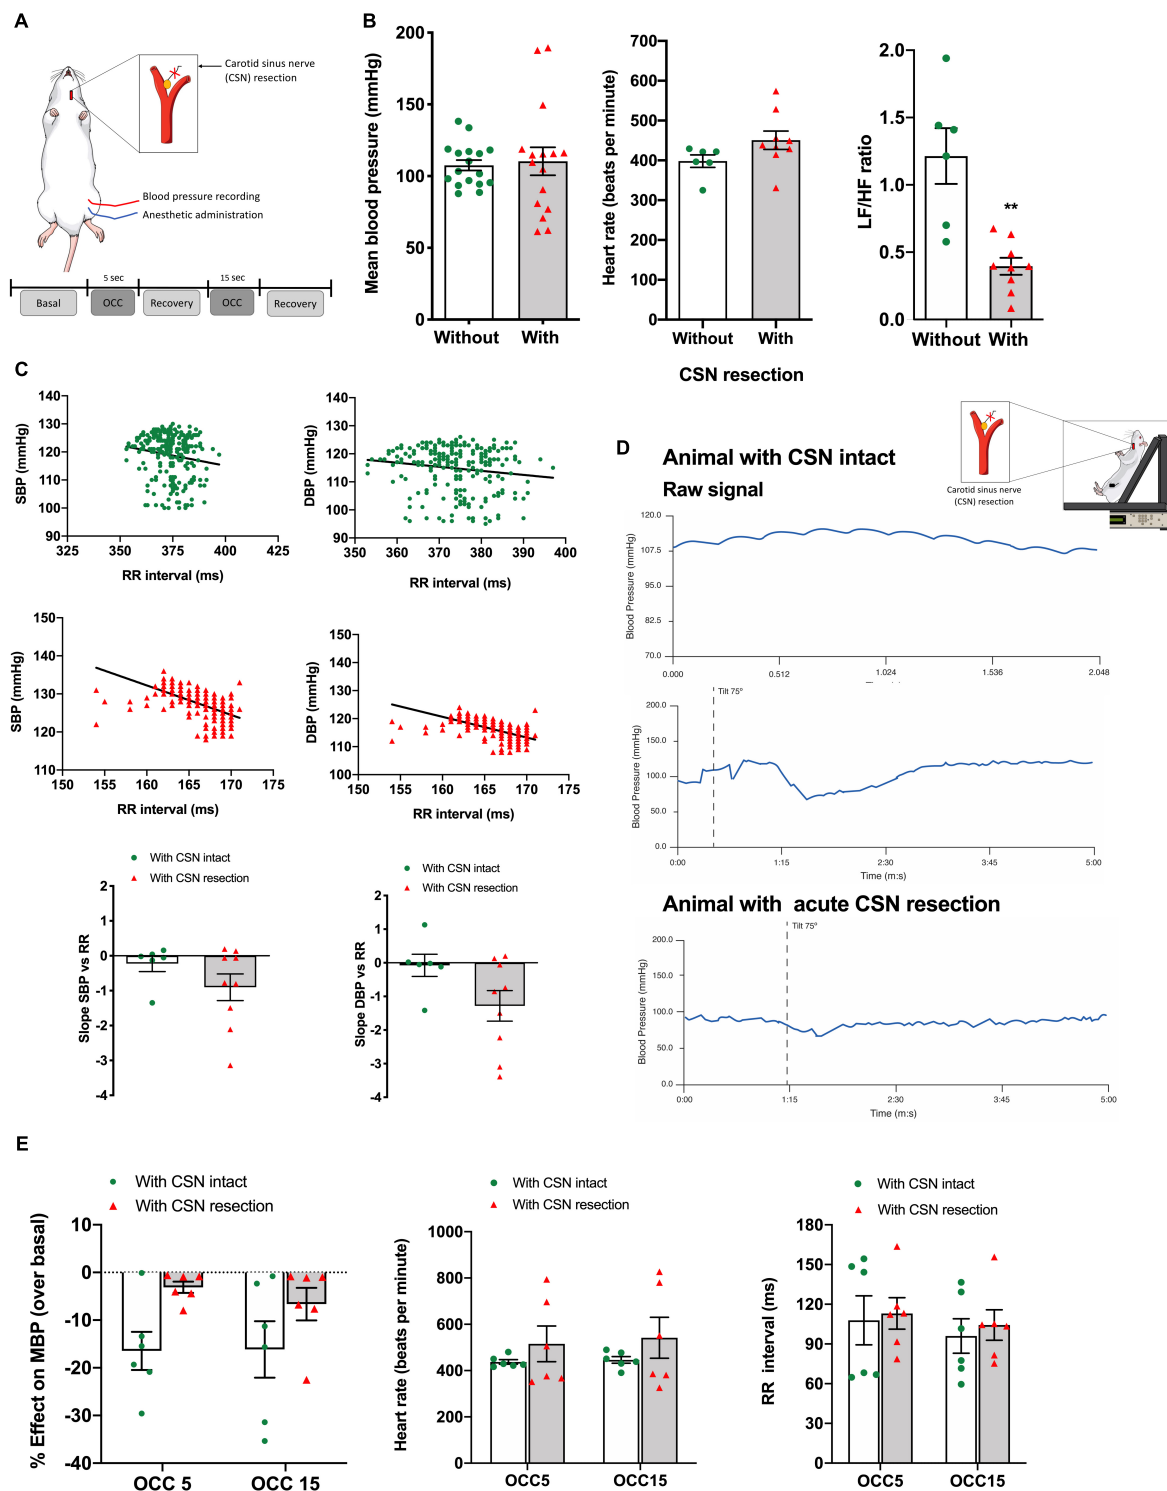 A
Carotid sinus nerve
(CSN) resection
Blood pressure recording
Anesthetic administration
5 sec
15 sec
Basal
OCC
Recovery
OCC
Recovery
B
Mean blood pressure (mmHg)
200
150
100
50
0
Without
With
Heart rate (beats per minute)
700
600
500
400
300
200
100
0
Without
With
LF/HF ratio
2.0
1.5
1.0
0.5
0.0
**
Without
With
CSN resection
C
SBP (mmHg)
140
130
120
110
100
90
325
350
375
400
425
RR interval (ms)
DBP (mmHg)
140
130
120
110
100
90
350
360
370
380
390
400
RR interval (ms)
SBP (mmHg)
150
140
130
120
110
150
155
160
165
170
175
RR interval (ms)
DBP (mmHg)
150
140
130
120
110
100
150
155
160
165
170
175
RR interval (ms)
With CSN intact
With CSN resection
Slope SBP vs RR
2
1
0
-1
-2
-3
-4
With CSN intact
With CSN resection
Slope DBP vs RR
2
1
0
-1
-2
-3
-4
D
Animal with CSN intact
Raw signal
Carotid sinus nerve
(CSN) resection
Blood Pressure (mmHg)
120.0
107.5
95.0
82.5
70.0
0.000
0.512
1.024
1.536
2.048
Tilt 75º
Blood Pressure (mmHg)
200.0
150.0
100.0
50.0
0.0
0:00
1:15
2:30
3:45
5:00
Time (m:s)
Animal with acute CSN resection
Tilt 75º
Blood Pressure (mmHg)
200.0
150.0
100.0
50.0
0.0
0:00
1:15
2:30
3:45
5:00
Time (m:s)
E
With CSN intact
With CSN resection
% Effect on MBP (over basal)
10
0
-10
-20
-30
-40
OCC 5
OCC 15
With CSN intact
With CSN resection
Heart rate (beats per minute)
1000
800
600
400
200
0
OCC5
OCC15
With CSN intact
With CSN resection
RR interval (ms)
180
150
120
90
60
30
0
OCC5
OCC15